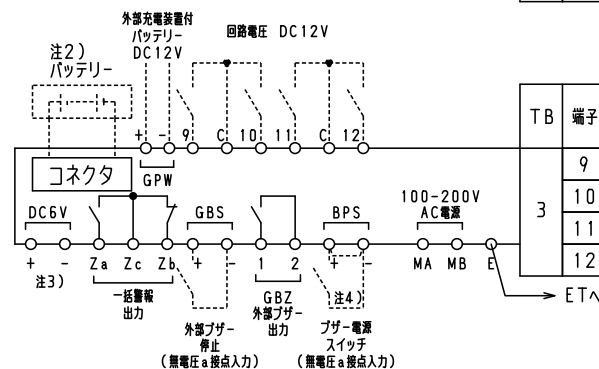 外部充電装置付
バッテリー
DC12V
回路電圧 DC12V
注2)
バッテリー
+ - 9 C 10 11 C 12
GPW
コネクタ
DC6V
GBS
BPS
100-200V
AC電源
+ - Za Zc Zb + - 1 2 + - MA MB E
注3)
一括警報
出力
GBZ
外部ブザー
出力
注4)
ETへ
外部ブザー
停止
(無電圧a接点入力)
ブザー電源
スイッチ
(無電圧a接点入力)
TB 端子
3
9
10
11
12